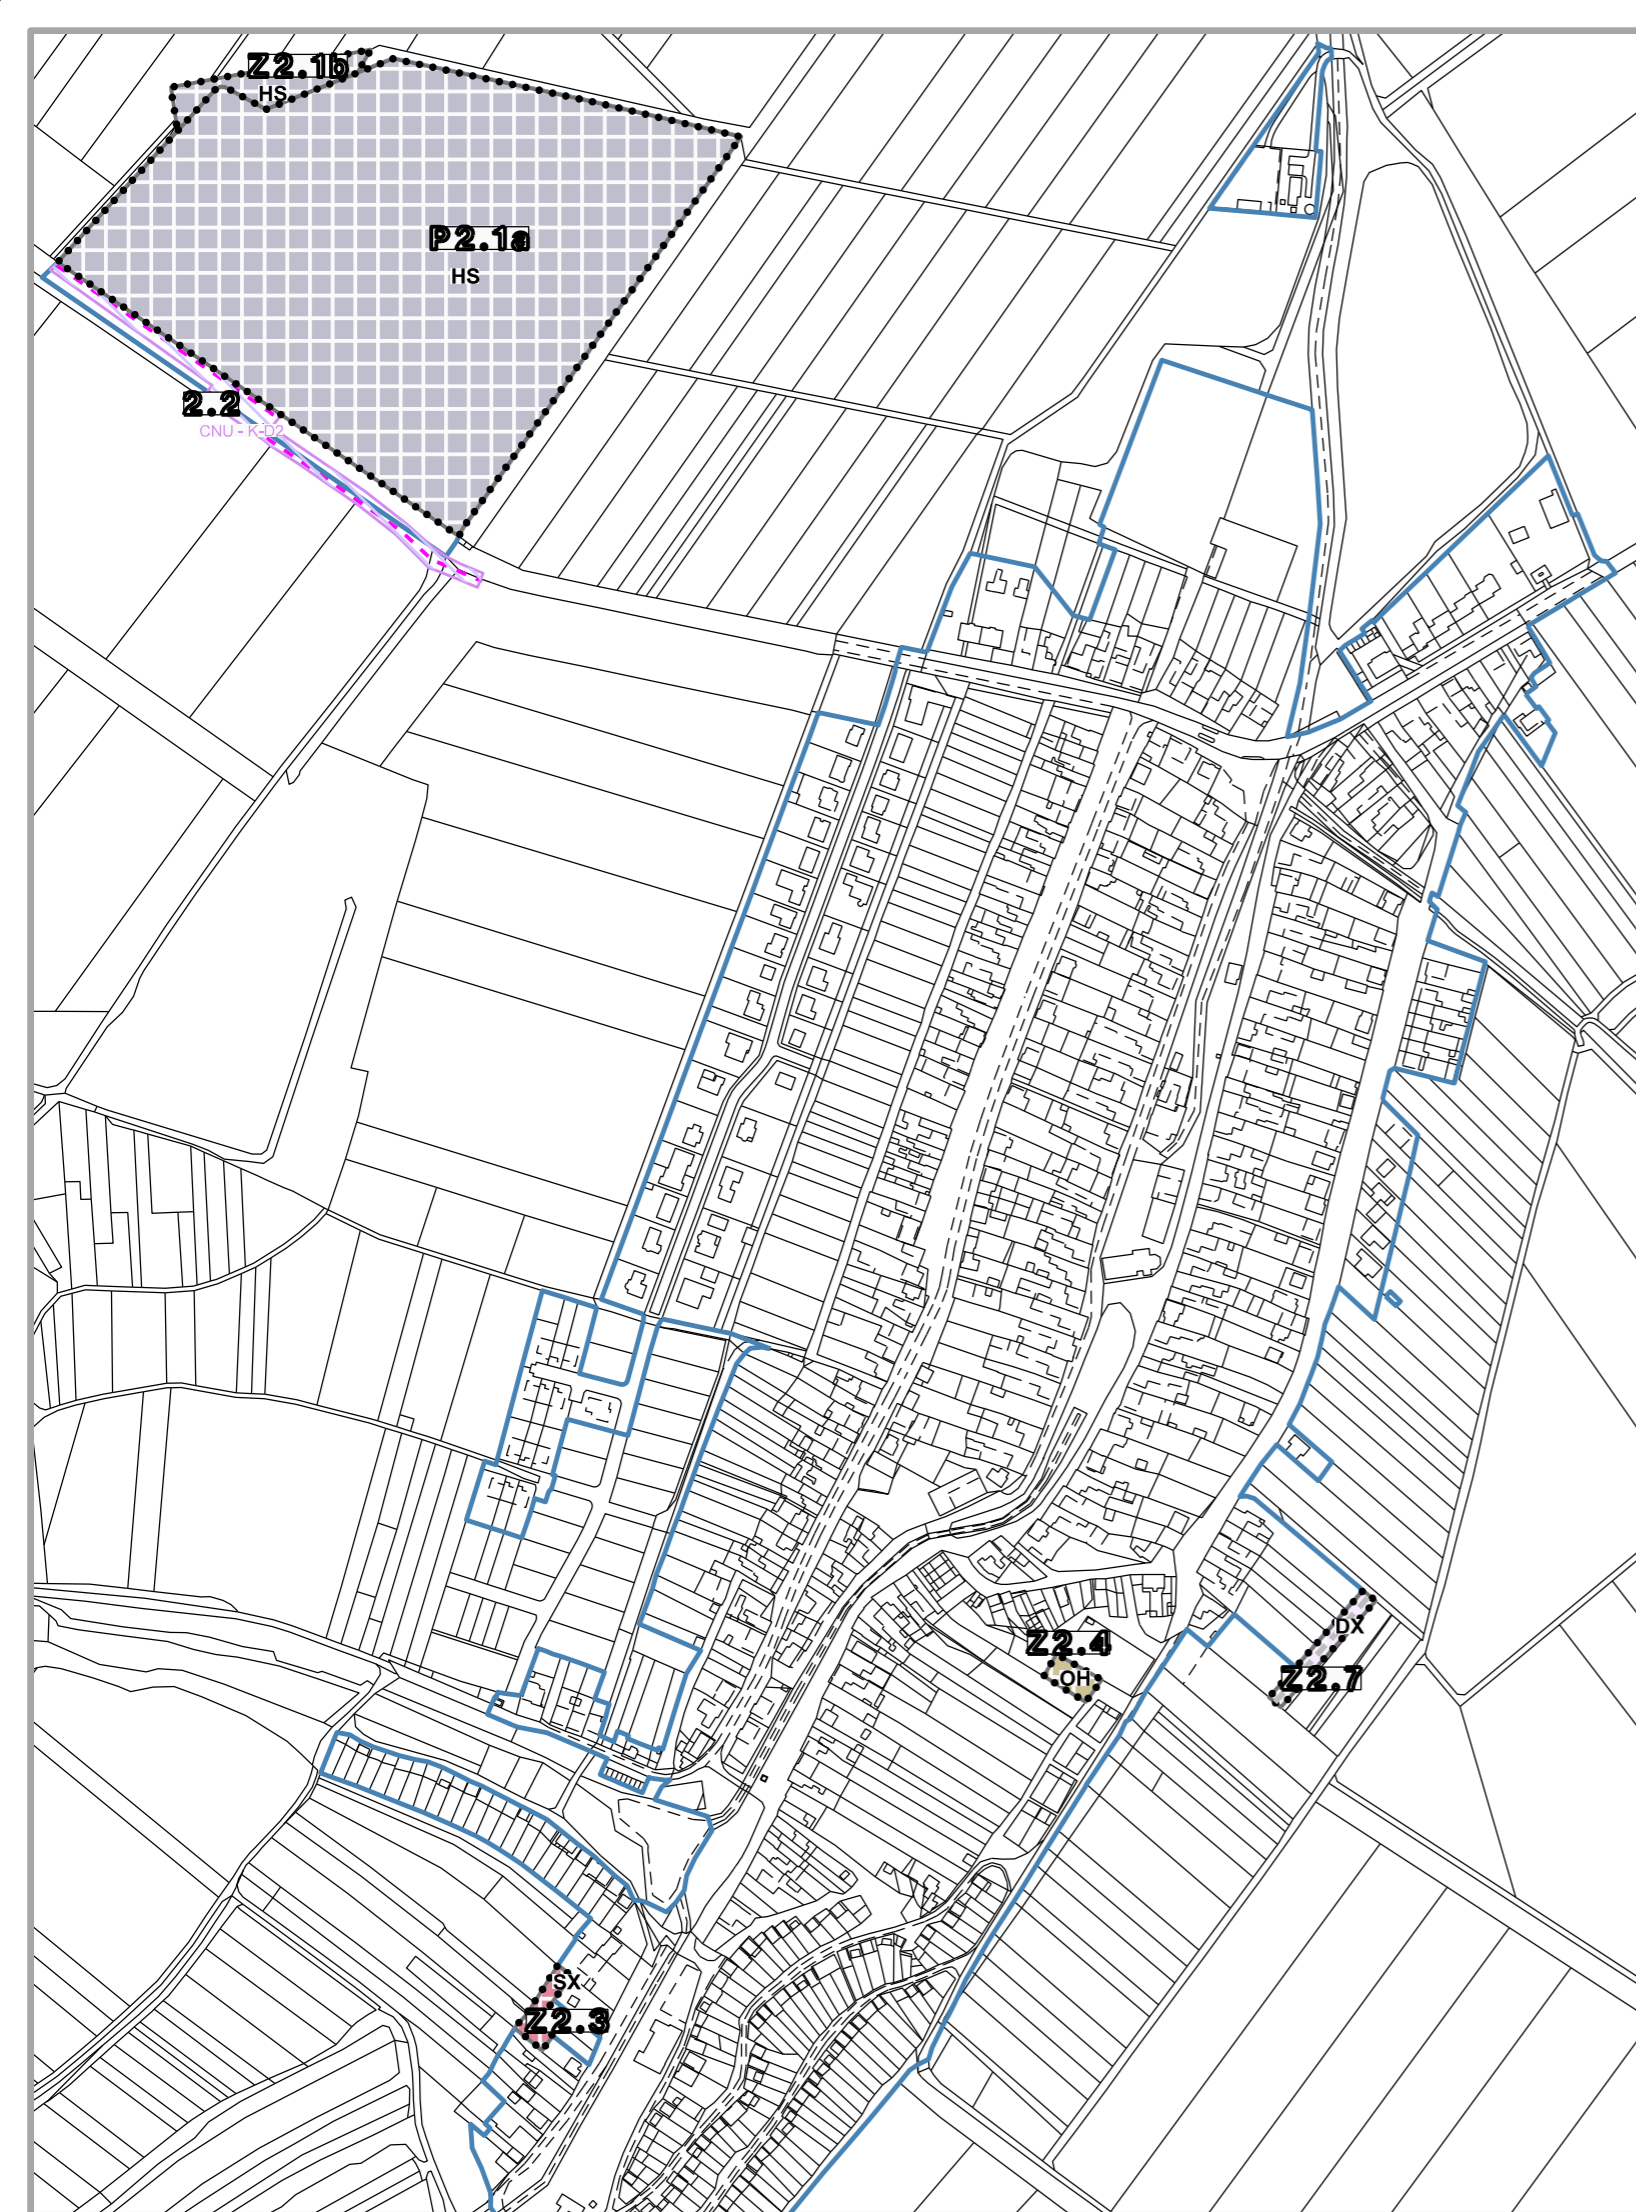 Z2.1b
HS
P2.1a
HS
2.2
CNU - K-D2
Z2.4
OH
DX
Z2.7
SX
Z2.3